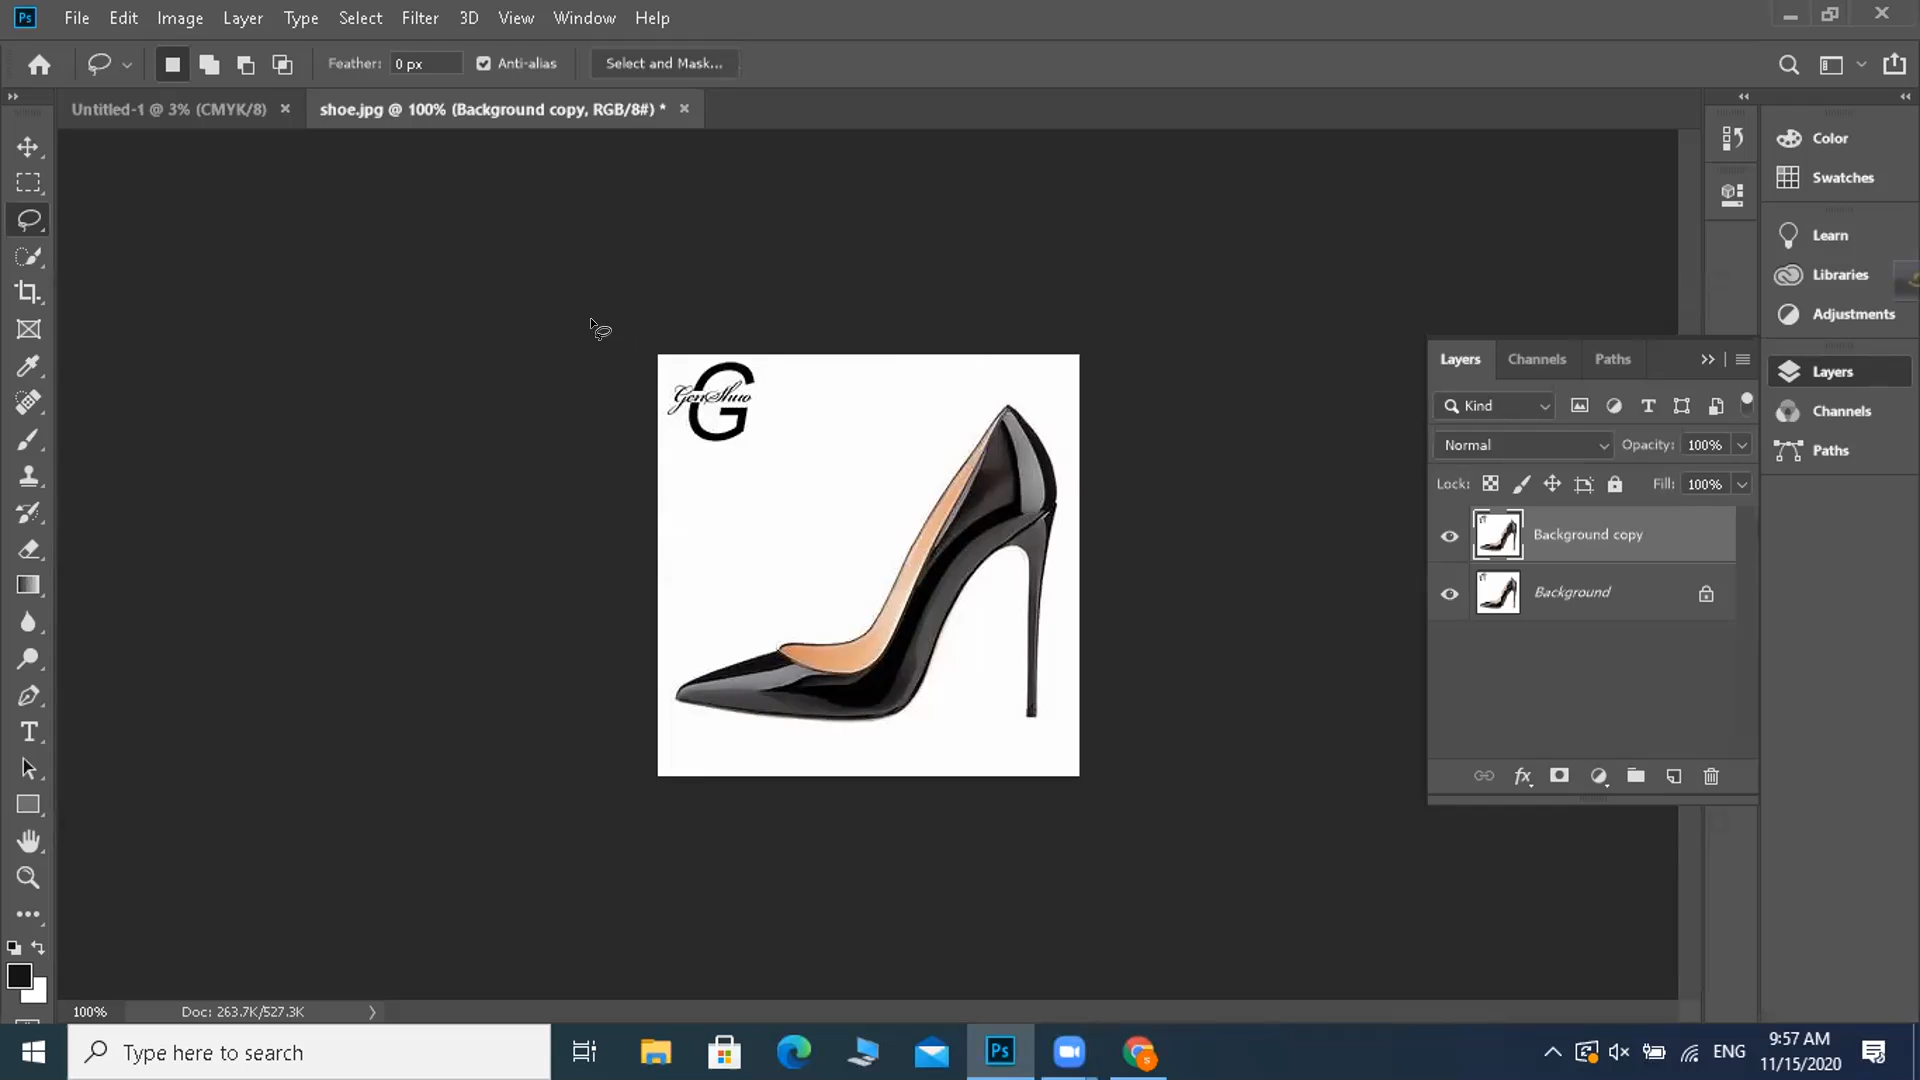 Ps
File Edit Image Layer Type Select Filter 3D View Window Help
Feather: 0 px Anti-alias Select and Mask...
Untitled-1 @ 3% (CMYK/8) × shoe.jpg @ 100% (Background copy, RGB/8#) * ×
Color
Swatches
Learn
Libraries
Adjustments
Layers
Channels
Paths
G
GenShuo
Layers Channels Paths
Kind
Normal Opacity: 100%
Lock: Fill: 100%
Background copy
Background
100% Doc: 263.7K/527.3K
Type here to search
Ps
ENG
9:57 AM
11/15/2020